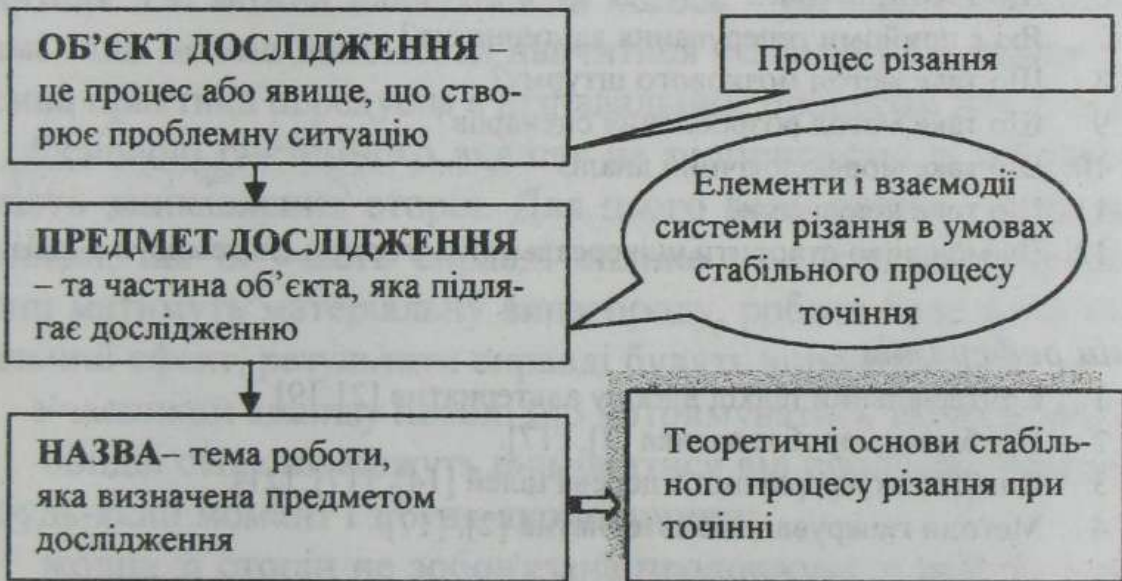 ОБ’ЄКТ ДОСЛІДЖЕННЯ –
це процес або явище, що ство-
рює проблемну ситуацію
Процес різання
ПРЕДМЕТ ДОСЛІДЖЕННЯ
– та частина об’єкта, яка підля-
гає дослідженню
Елементи і взаємодії
системи різання в умовах
стабільного процесу
точіння
НАЗВА– тема роботи,
яка визначена предметом
дослідження
Теоретичні основи стабіль-
ного процесу різання при
точінні